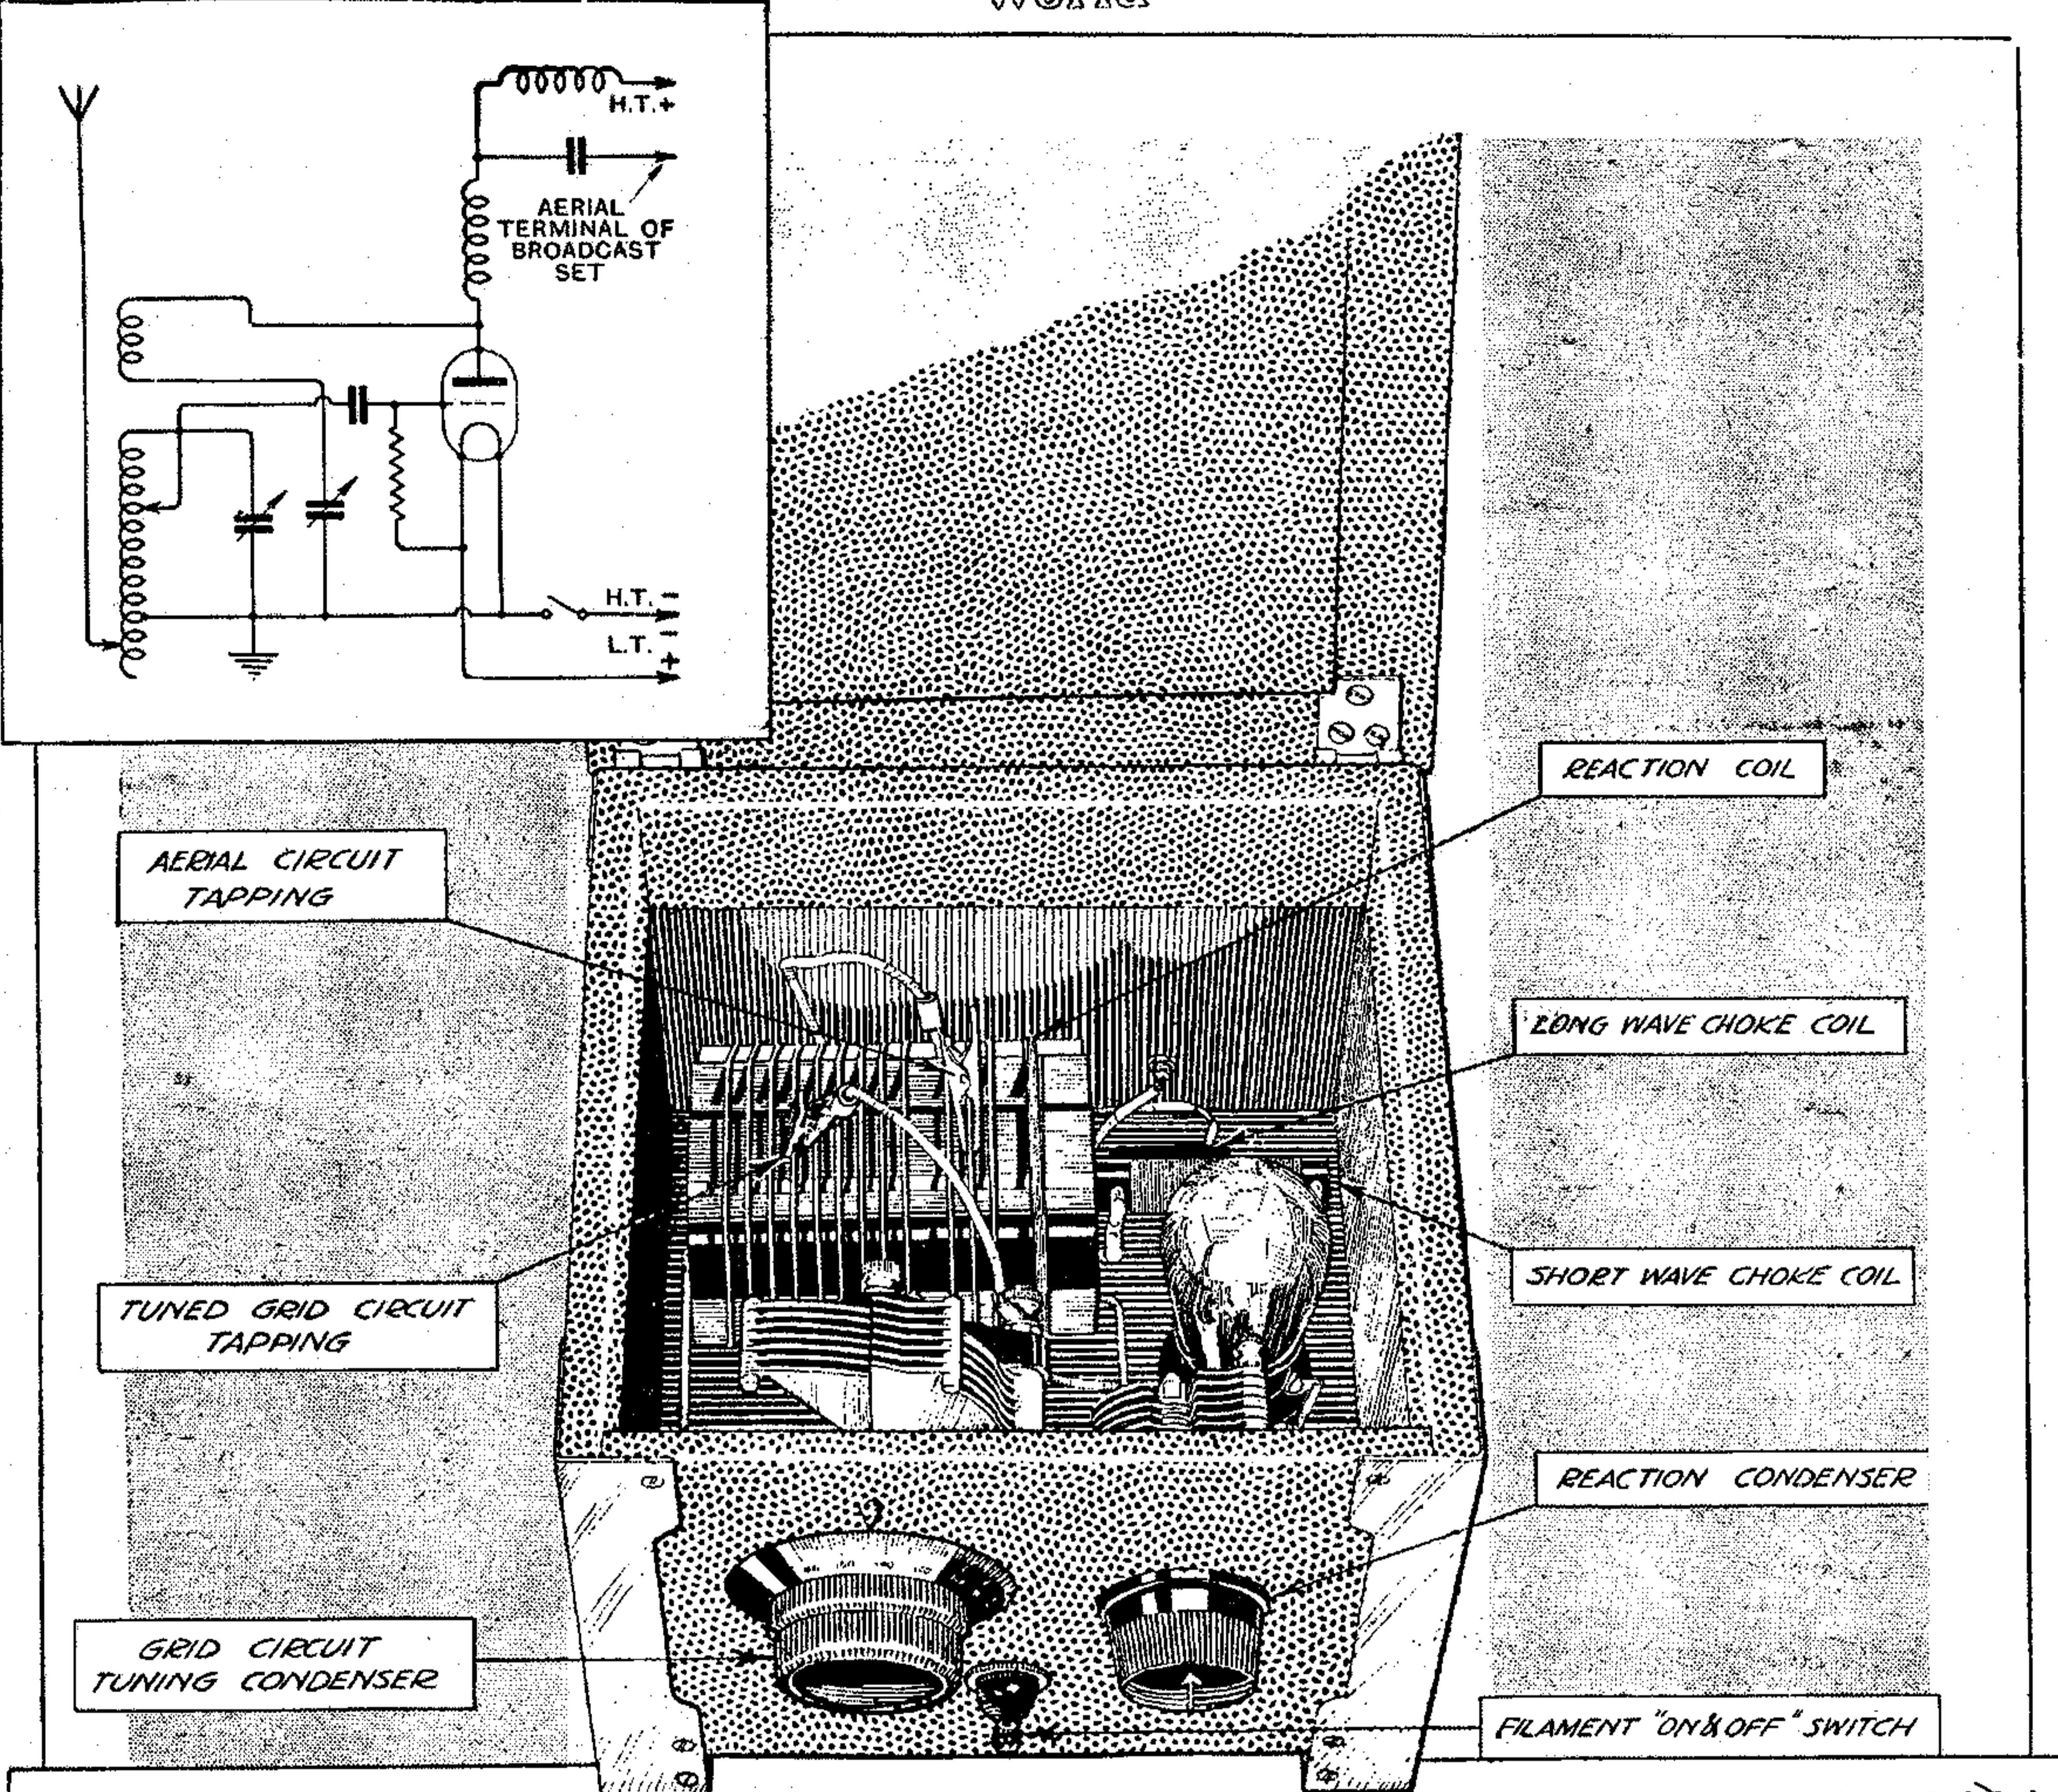 H.T.+
AERIAL
TERMINAL OF
BROADCAST
SET
H.T. -
L.T. -
+
REACTION COIL
AERIAL CIRCUIT
TAPPING
LONG WAVE CHOKE COIL
TUNED GRID CIRCUIT
TAPPING
SHORT WAVE CHOKE COIL
REACTION CONDENSER
GRID CIRCUIT
TUNING CONDENSER
FILAMENT "ON & OFF" SWITCH